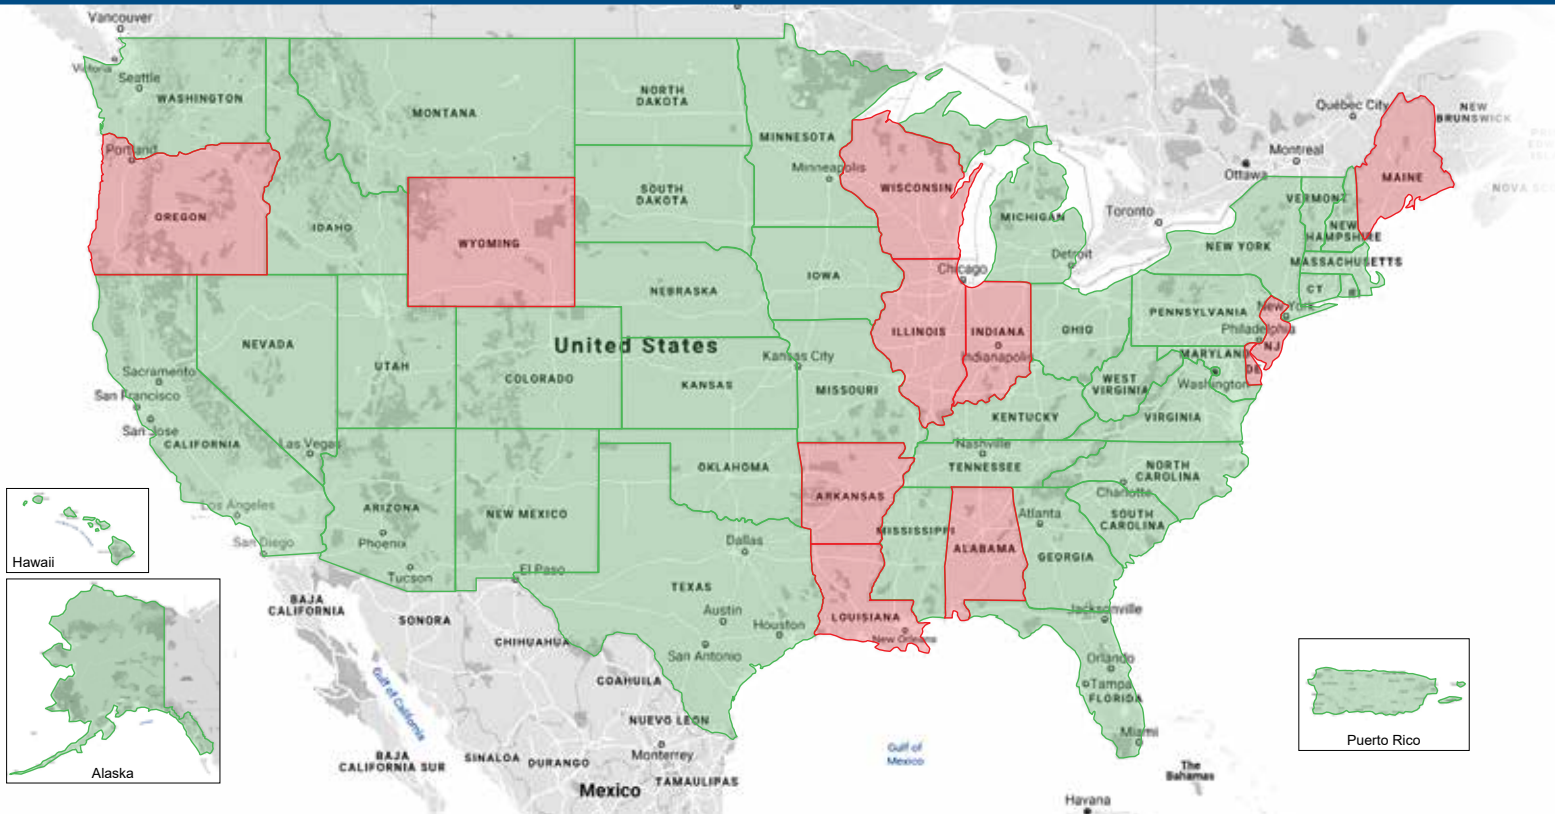 Vancouver
Victoria
Seattle
WASHINGTON
Portland
OREGON
IDAHO
MONTANA
WYOMING
NORTH
DAKOTA
SOUTH
DAKOTA
MINNESOTA
Minneapolis
WISCONSIN
MICHIGAN
Detroit
Toronto
Ottawa
Montreal
Québec City
NEW
BRUNSWICK
MAINE
VERMONT
NEW
HAMPSHIRE
NEW YORK
MASSACHUSETTS
CT
RI
New York
PENNSYLVANIA
Philadelphia
NJ
MARYLAND
DE
Washington
OHIO
WEST
VIRGINIA
VIRGINIA
Chicago
ILLINOIS
INDIANA
Indianapolis
KENTUCKY
IOWA
NEBRASKA
United States
Kansas City
KANSAS
MISSOURI
COLORADO
UTAH
NEVADA
Sacramento
San Francisco
San Jose
CALIFORNIA
Las Vegas
Los Angeles
San Diego
ARIZONA
Phoenix
Tucson
NEW MEXICO
El Paso
OKLAHOMA
Dallas
TEXAS
Austin
Houston
San Antonio
ARKANSAS
LOUISIANA
New Orleans
MISSISSIPPI
ALABAMA
Nashville
TENNESSEE
NORTH
CAROLINA
Charlotte
SOUTH
CAROLINA
Atlanta
GEORGIA
Jacksonville
Orlando
Tampa
FLORIDA
Miami
Hawaii
Alaska
Puerto Rico
BAJA
CALIFORNIA
SONORA
CHIHUAHUA
COAHUILA
NUEVO LEON
Monterrey
TAMAULIPAS
Gulf of California
BAJA
CALIFORNIA SUR
SINALOA
DURANGO
Mexico
Gulf of
Mexico
The
Bahamas
Havana